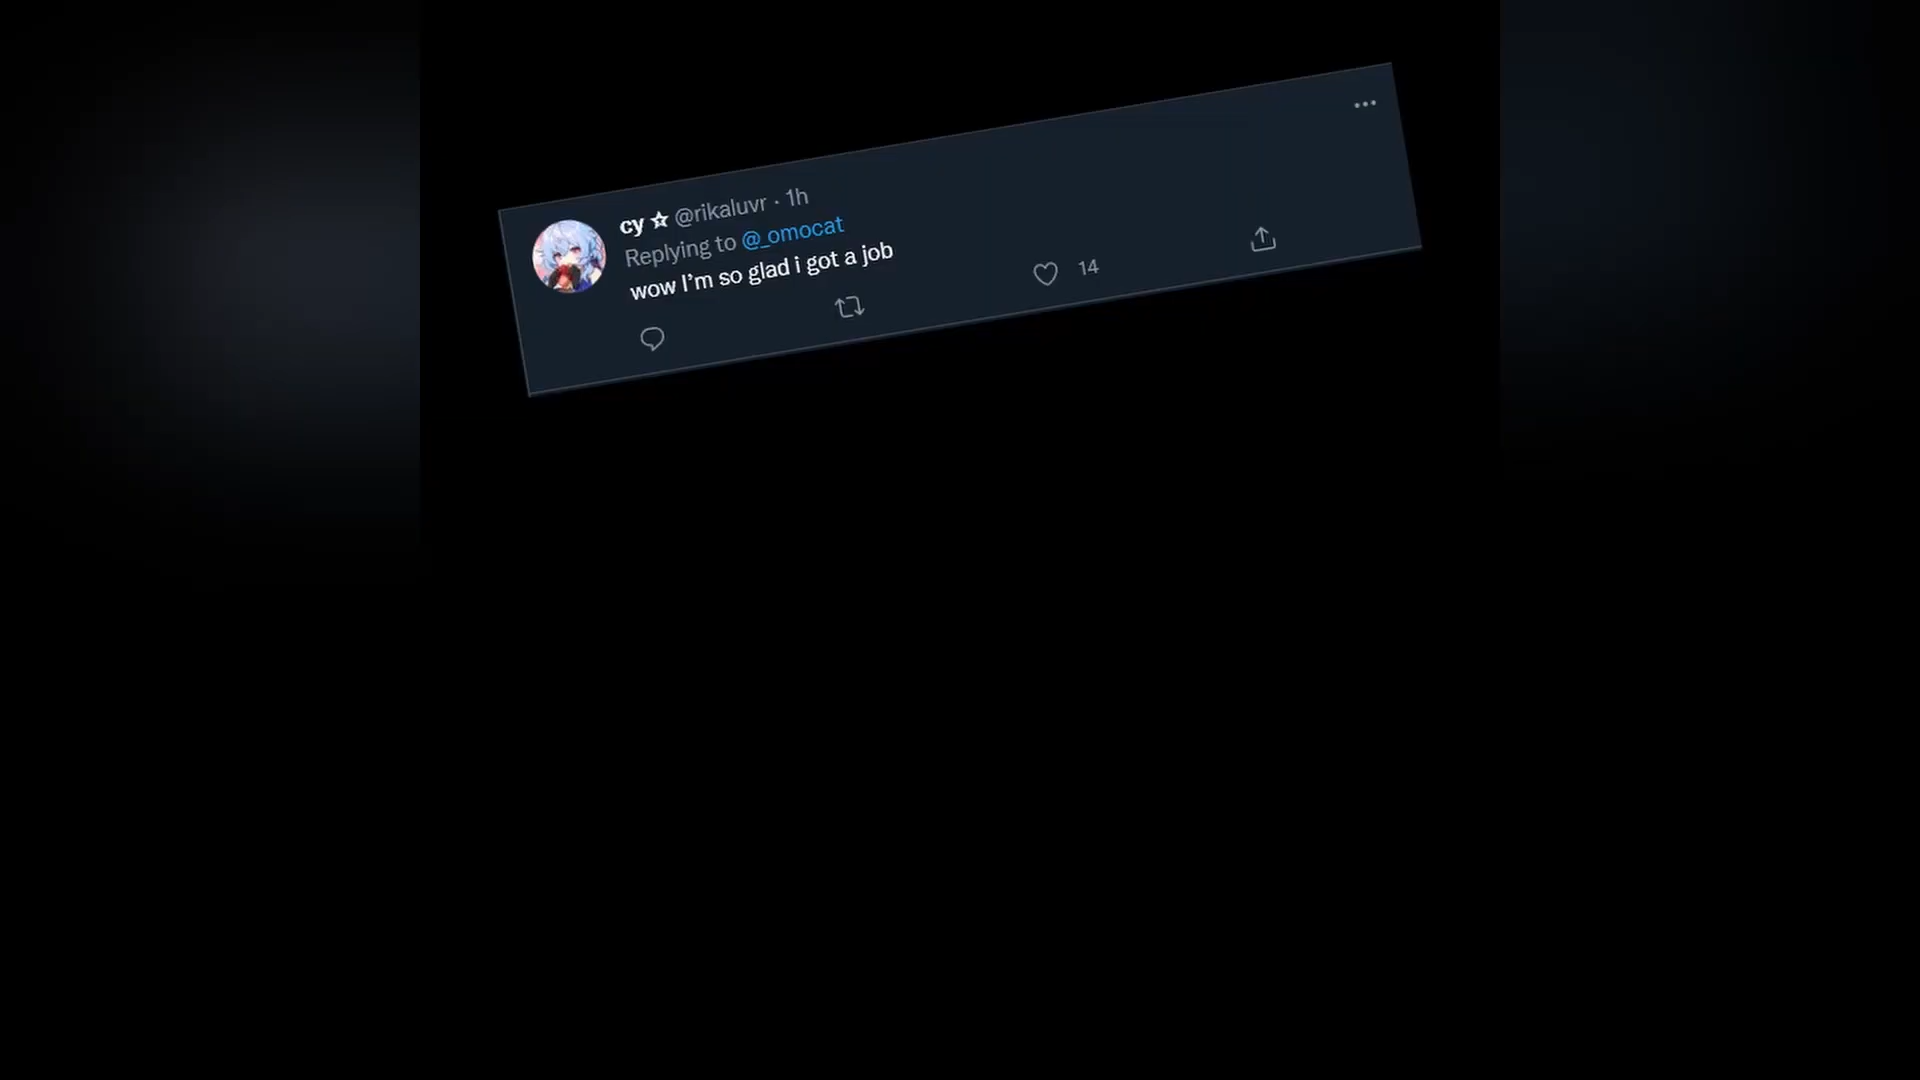 cy ☆ @rikaluvr · 1h
Replying to @_omocat
wow I’m so glad i got a job
14